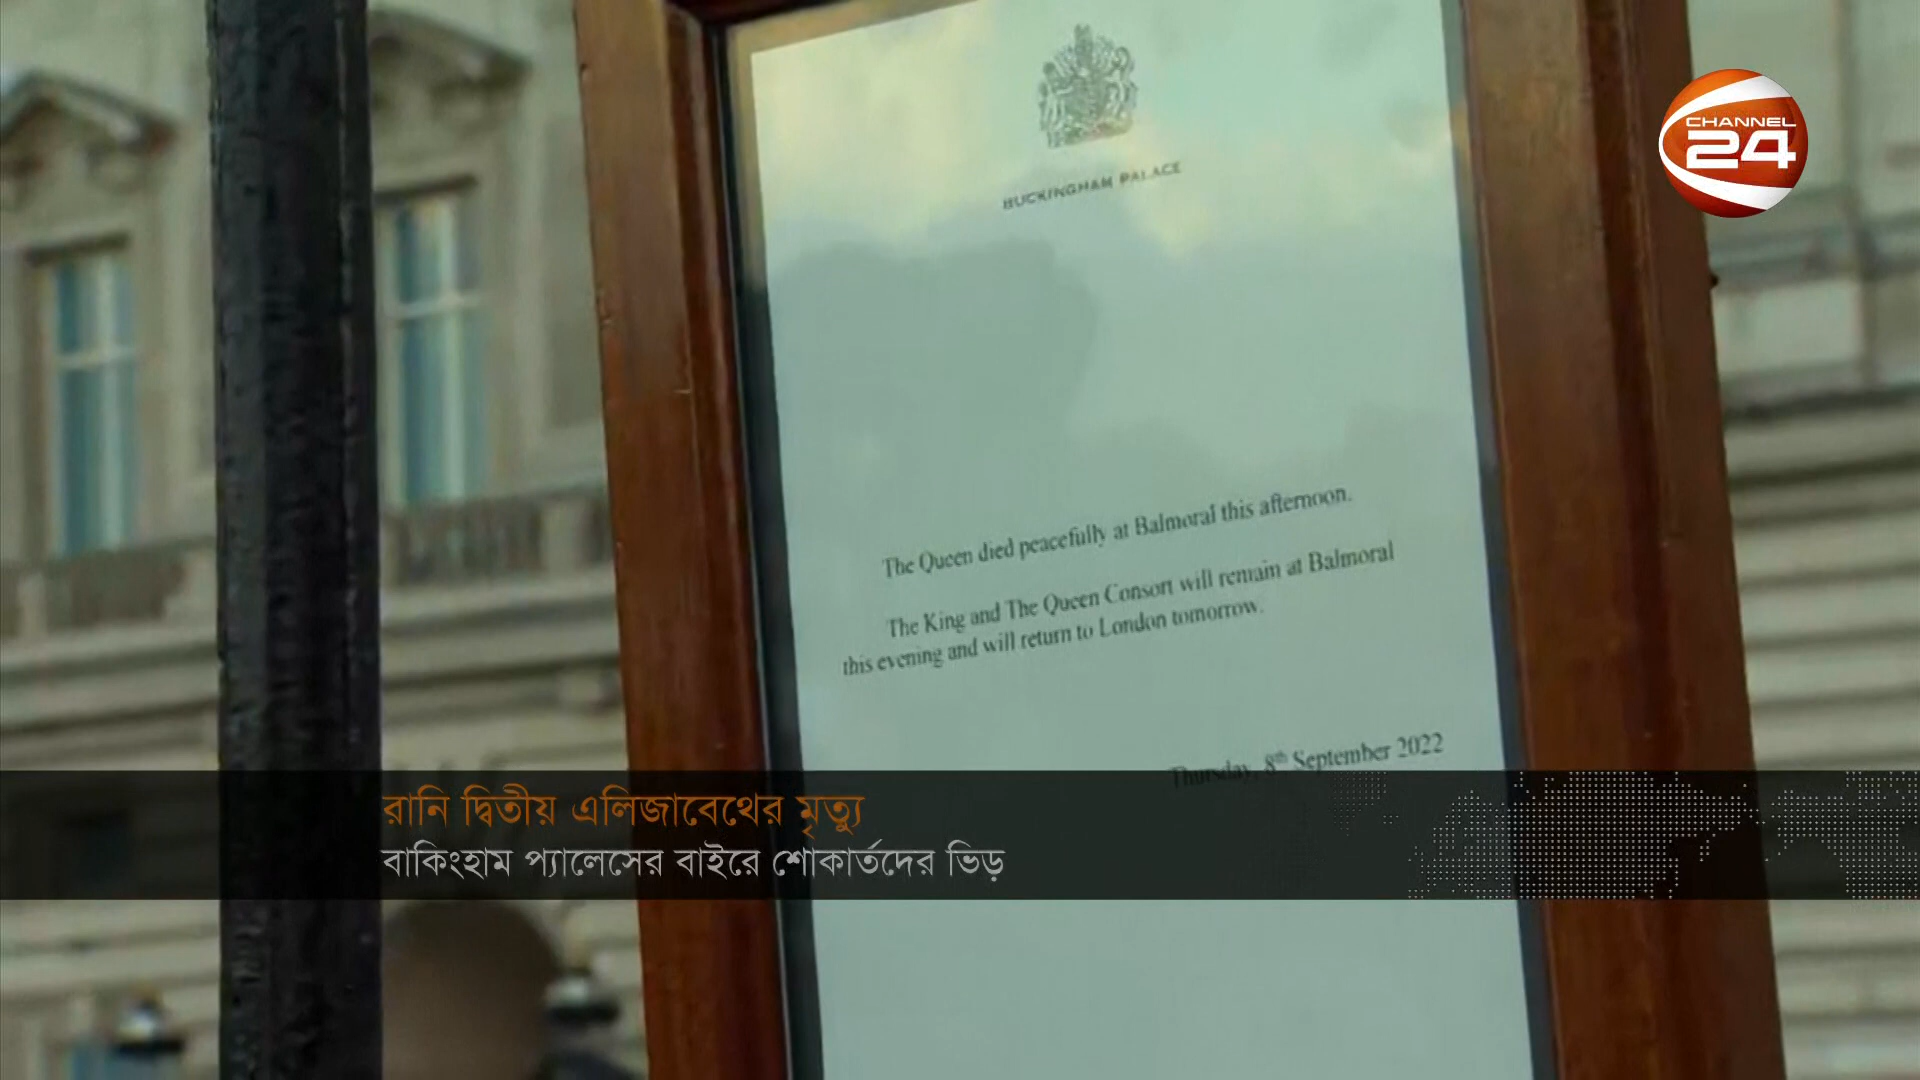 CHANNEL
24
BUCKINGHAM PALACE
The Queen died peacefully at Balmoral this afternoon.
The King and The Queen Consort will remain at Balmoral
this evening and will return to London tomorrow.
Thursday, 8th September 2022
রানি দ্বিতীয় এলিজাবেথের মৃত্যু
বাকিংহাম প্যালেসের বাইরে শোকার্তদের ভিড়